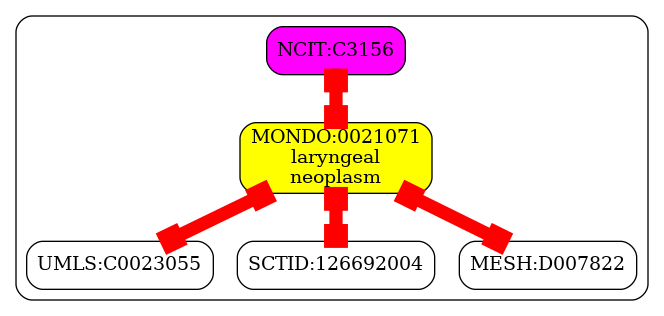 NCIT:C3156
MONDO:0021071
laryngeal
neoplasm
UMLS:C0023055
SCTID:126692004
MESH:D007822